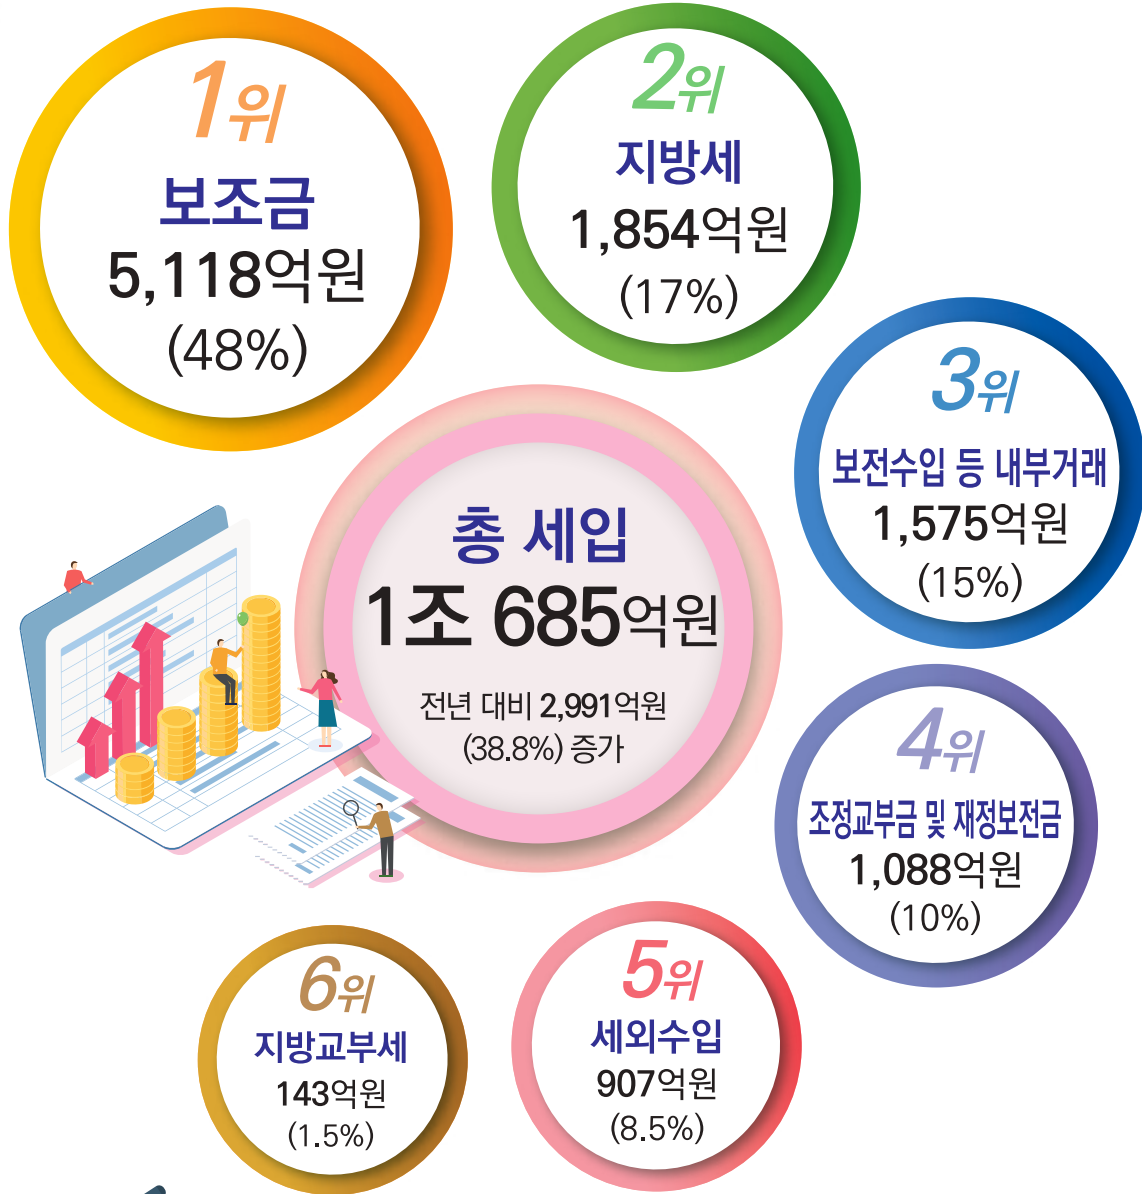 1위
보조금
5,118억원
(48%)
2위
지방세
1,854억원
(17%)
3위
보전수입 등 내부거래
1,575억원
(15%)
총 세입
1조 685억원
전년 대비 2,991억원
(38.8%) 증가
4위
조정교부금 및 재정보전금
1,088억원
(10%)
5위
세외수입
907억원
(8.5%)
6위
지방교부세
143억원
(1.5%)